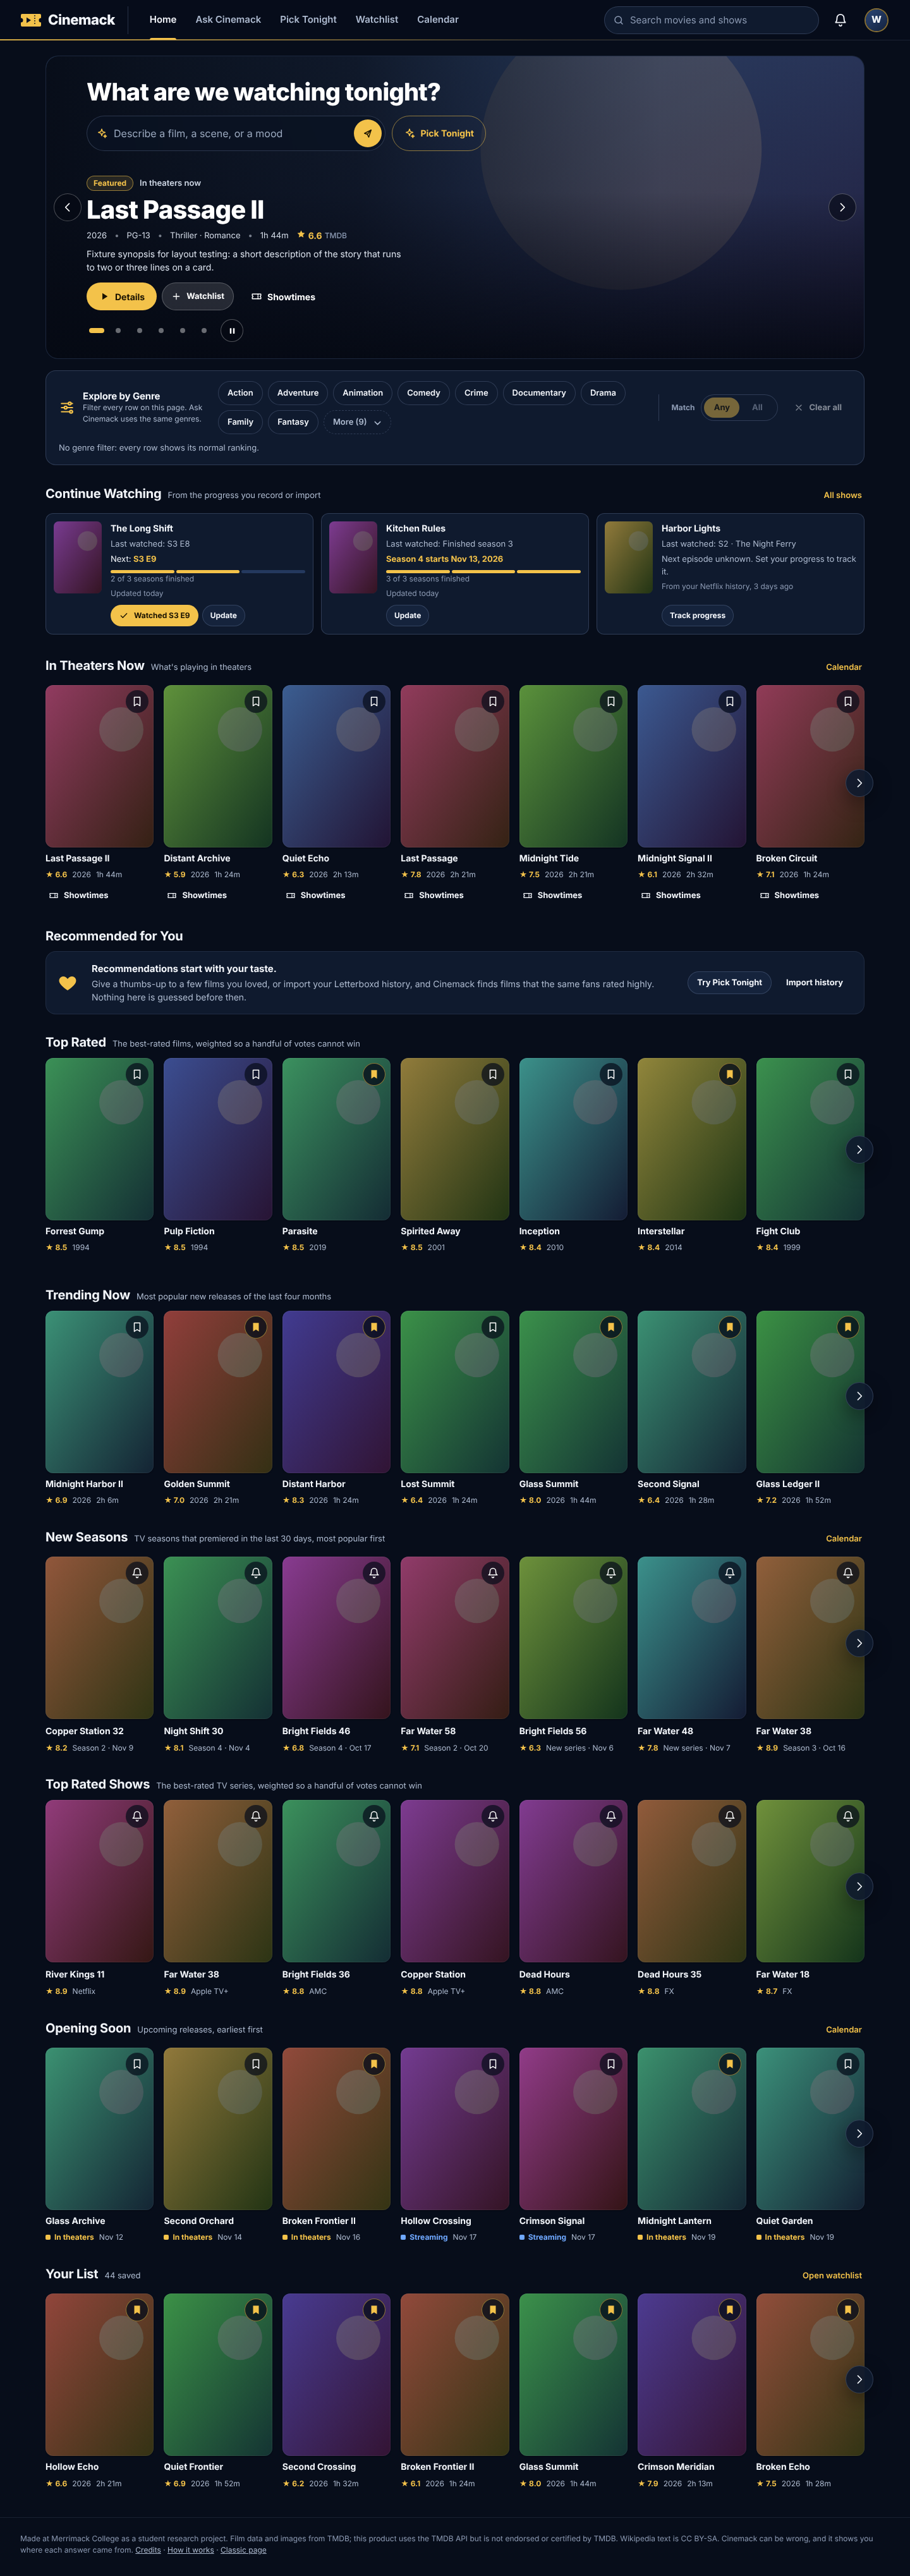 Cinemack
Home Ask Cinemack Pick Tonight Watchlist Calendar
Search movies and shows
W
What are we watching tonight?
Describe a film, a scene, or a mood
Pick Tonight
Featured In theaters now
Last Passage II
2026 • PG-13 • Thriller · Romance • 1h 44m ★ 6.6 TMDB
Fixture synopsis for layout testing: a short description of the story that runs
to two or three lines on a card.
Details
Watchlist
Showtimes
Explore by Genre
Filter every row on this page. Ask
Cinemack uses the same genres.
Action Adventure Animation Comedy Crime Documentary Drama
Family Fantasy More (9)
Match Any All
Clear all
No genre filter: every row shows its normal ranking.
Continue Watching From the progress you record or import
All shows
The Long Shift
Last watched: S3 E8
Next: S3 E9
2 of 3 seasons finished
Updated today
Watched S3 E9 Update
Kitchen Rules
Last watched: Finished season 3
Season 4 starts Nov 13, 2026
3 of 3 seasons finished
Updated today
Update
Harbor Lights
Last watched: S2 · The Night Ferry
Next episode unknown. Set your progress to track
it.
From your Netflix history, 3 days ago
Track progress
In Theaters Now What's playing in theaters
Calendar
Last Passage II Distant Archive Quiet Echo Last Passage Midnight Tide Midnight Signal II Broken Circuit
★ 6.6 2026 1h 44m ★ 5.9 2026 1h 24m ★ 6.3 2026 2h 13m ★ 7.8 2026 2h 21m ★ 7.5 2026 2h 21m ★ 6.1 2026 2h 32m ★ 7.1 2026 1h 24m
Showtimes Showtimes Showtimes Showtimes Showtimes Showtimes Showtimes
Recommended for You
Recommendations start with your taste.
Give a thumbs-up to a few films you loved, or import your Letterboxd history, and Cinemack finds films that the same fans rated highly.
Nothing here is guessed before then.
Try Pick Tonight
Import history
Top Rated The best-rated films, weighted so a handful of votes cannot win
Forrest Gump Pulp Fiction Parasite Spirited Away Inception Interstellar Fight Club
★ 8.5 1994 ★ 8.5 1994 ★ 8.5 2019 ★ 8.5 2001 ★ 8.4 2010 ★ 8.4 2014 ★ 8.4 1999
Trending Now Most popular new releases of the last four months
Midnight Harbor II Golden Summit Distant Harbor Lost Summit Glass Summit Second Signal Glass Ledger II
★ 6.9 2026 2h 6m ★ 7.0 2026 2h 21m ★ 8.3 2026 1h 24m ★ 6.4 2026 1h 24m ★ 8.0 2026 1h 44m ★ 6.4 2026 1h 28m ★ 7.2 2026 1h 52m
New Seasons TV seasons that premiered in the last 30 days, most popular first
Calendar
Copper Station 32 Night Shift 30 Bright Fields 46 Far Water 58 Bright Fields 56 Far Water 48 Far Water 38
★ 8.2 Season 2 · Nov 9 ★ 8.1 Season 4 · Nov 4 ★ 6.8 Season 4 · Oct 17 ★ 7.1 Season 2 · Oct 20 ★ 6.3 New series · Nov 6 ★ 7.8 New series · Nov 7 ★ 8.9 Season 3 · Oct 16
Top Rated Shows The best-rated TV series, weighted so a handful of votes cannot win
River Kings 11 Far Water 38 Bright Fields 36 Copper Station Dead Hours Dead Hours 35 Far Water 18
★ 8.9 Netflix ★ 8.9 Apple TV+ ★ 8.8 AMC ★ 8.8 Apple TV+ ★ 8.8 AMC ★ 8.8 FX ★ 8.7 FX
Opening Soon Upcoming releases, earliest first
Calendar
Glass Archive Second Orchard Broken Frontier II Hollow Crossing Crimson Signal Midnight Lantern Quiet Garden
In theaters Nov 12 In theaters Nov 14 In theaters Nov 16 Streaming Nov 17 Streaming Nov 17 In theaters Nov 19 In theaters Nov 19
Your List 44 saved
Open watchlist
Hollow Echo Quiet Frontier Second Crossing Broken Frontier II Glass Summit Crimson Meridian Broken Echo
★ 6.6 2026 2h 21m ★ 6.9 2026 1h 52m ★ 6.2 2026 1h 32m ★ 6.1 2026 1h 24m ★ 8.0 2026 1h 44m ★ 7.9 2026 2h 13m ★ 7.5 2026 1h 28m
Made at Merrimack College as a student research project. Film data and images from TMDB; this product uses the TMDB API but is not endorsed or certified by TMDB. Wikipedia text is CC BY-SA. Cinemack can be wrong, and it shows you
where each answer came from. Credits · How it works · Classic page